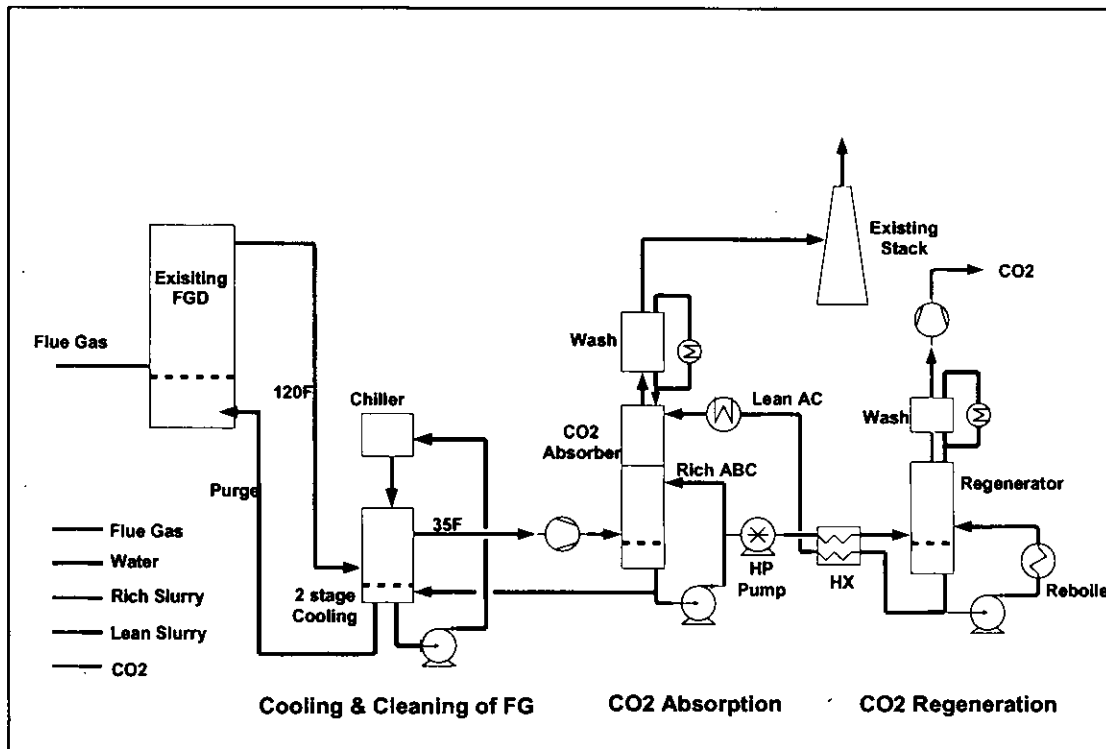 Existing
Stack
CO2
Exisiting
FGD
Flue Gas
Wash
120F
Chiller
Lean AC
Wash
CO2
Absorber
Rich ABC
Regenerator
Purge
35F
Flue Gas
Water
Rich Slurry
Lean Slurry
CO2
2 stage
Cooling
HP
Pump
HX
Reboile
M
M
Cooling & Cleaning of FG
CO2 Absorption
CO2 Regeneration